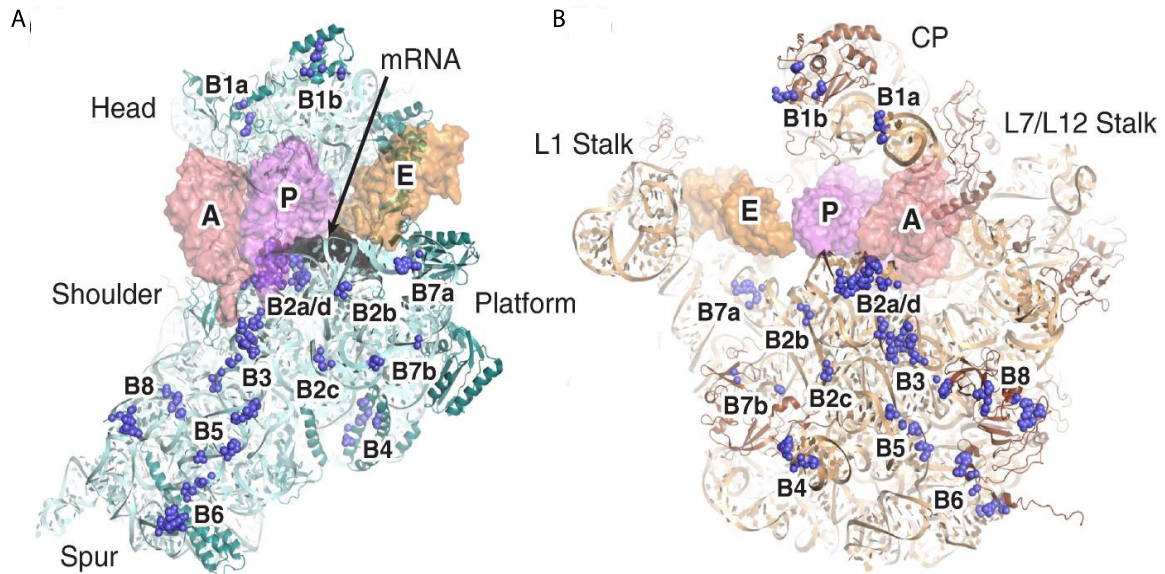 A
mRNA
B1a
B1b
Head
A
P
E
Shoulder
B2a/d
B2b
B7a
Platform
B3
B2c
B7b
B8
B5
B4
B6
Spur
B
CP
B1b
B1a
L1 Stalk
L7/L12 Stalk
E
P
A
B7a
B2a/d
B2b
B7b
B2c
B3
B8
B5
B4
B6